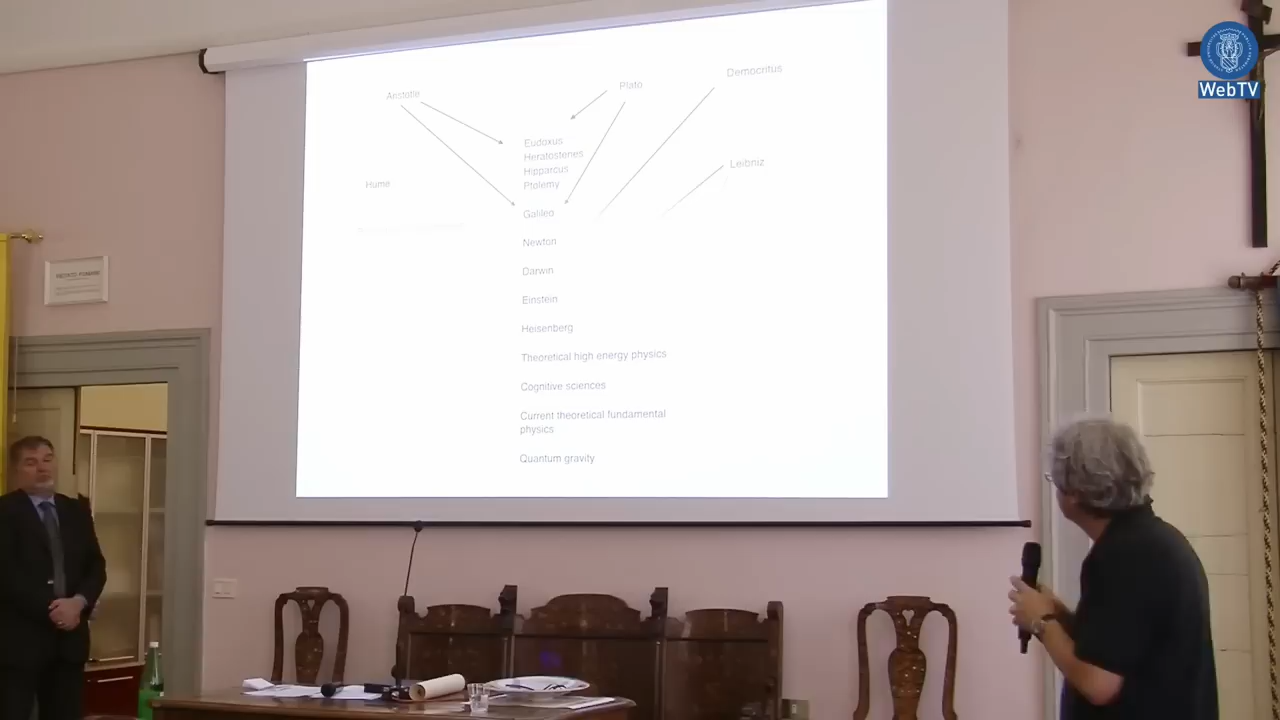 WebTV
Aristotle
Plato
Democritus
Eudoxus
Heratostenes
Hipparcus
Ptolemy
Leibniz
Hume
Galileo
Newton
Darwin
Einstein
Heisenberg
Theoretical high energy physics
Cognitive sciences
Current theoretical fundamental
physics
Quantum gravity